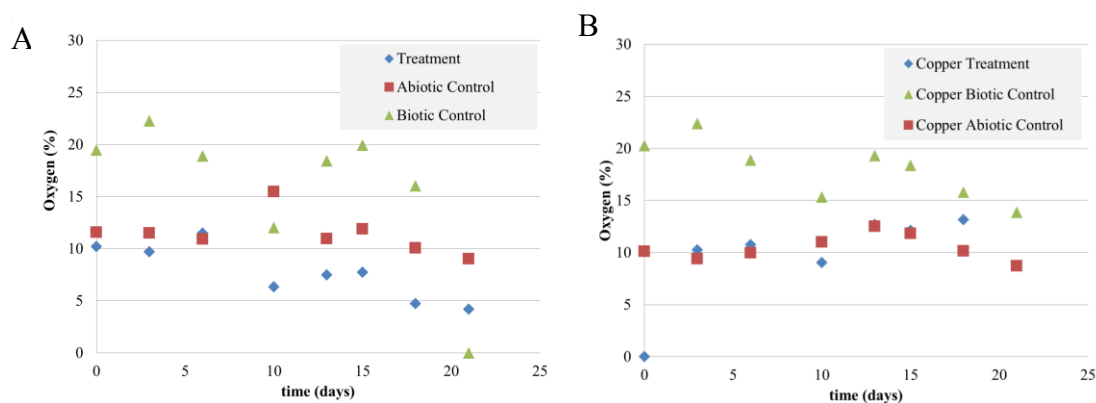 A
30
25
20
15
10
5
0
Oxygen (%)
Treatment
Abiotic Control
Biotic Control
0 5 10 15 20 25
time (days)
B
30
25
20
15
10
5
0
Oxygen (%)
Copper Treatment
Copper Biotic Control
Copper Abiotic Control
0 5 10 15 20 25
time (days)